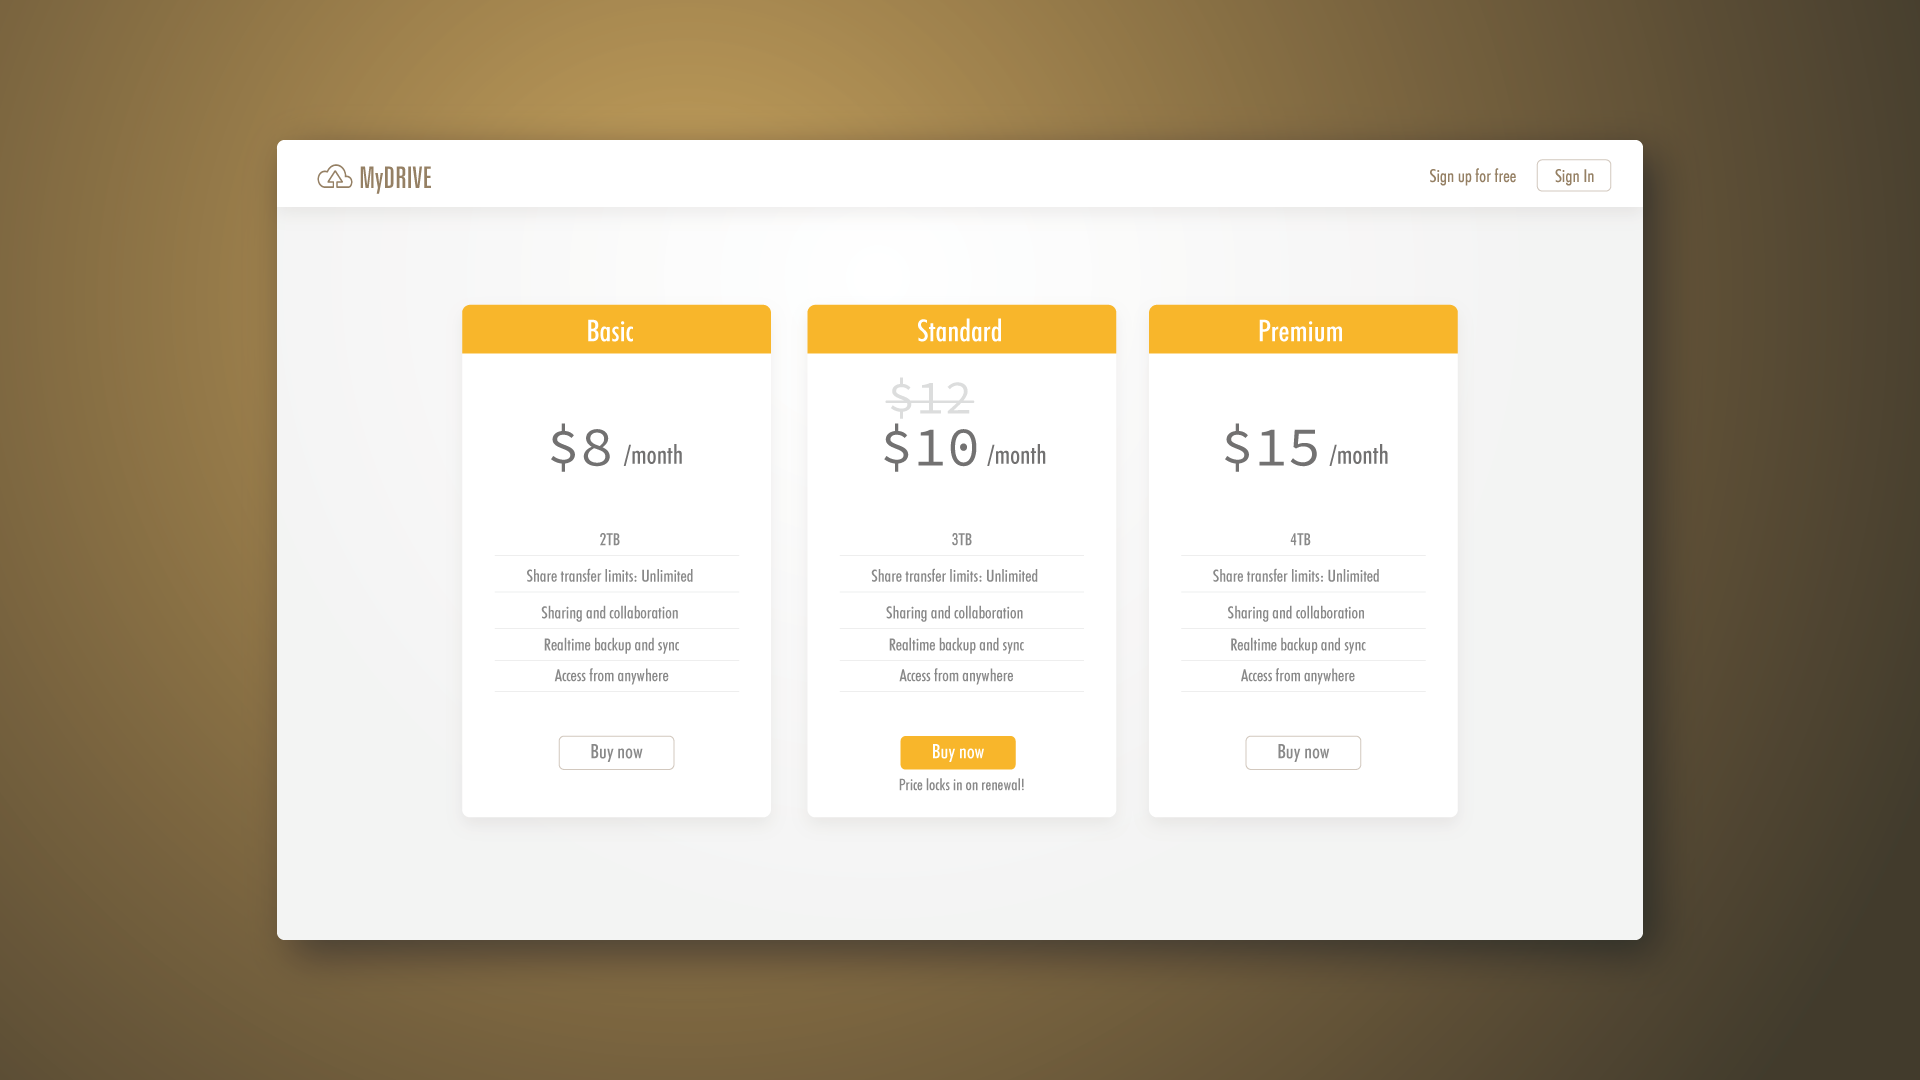 MyDRIVE
Sign up for free
Sign In
Basic
$8 /month
2TB
Share transfer limits: Unlimited
Sharing and collaboration
Realtime backup and sync
Access from anywhere
Buy now
Standard
$12
$10 /month
3TB
Share transfer limits: Unlimited
Sharing and collaboration
Realtime backup and sync
Access from anywhere
Buy now
Price locks in on renewal!
Premium
$15 /month
4TB
Share transfer limits: Unlimited
Sharing and collaboration
Realtime backup and sync
Access from anywhere
Buy now